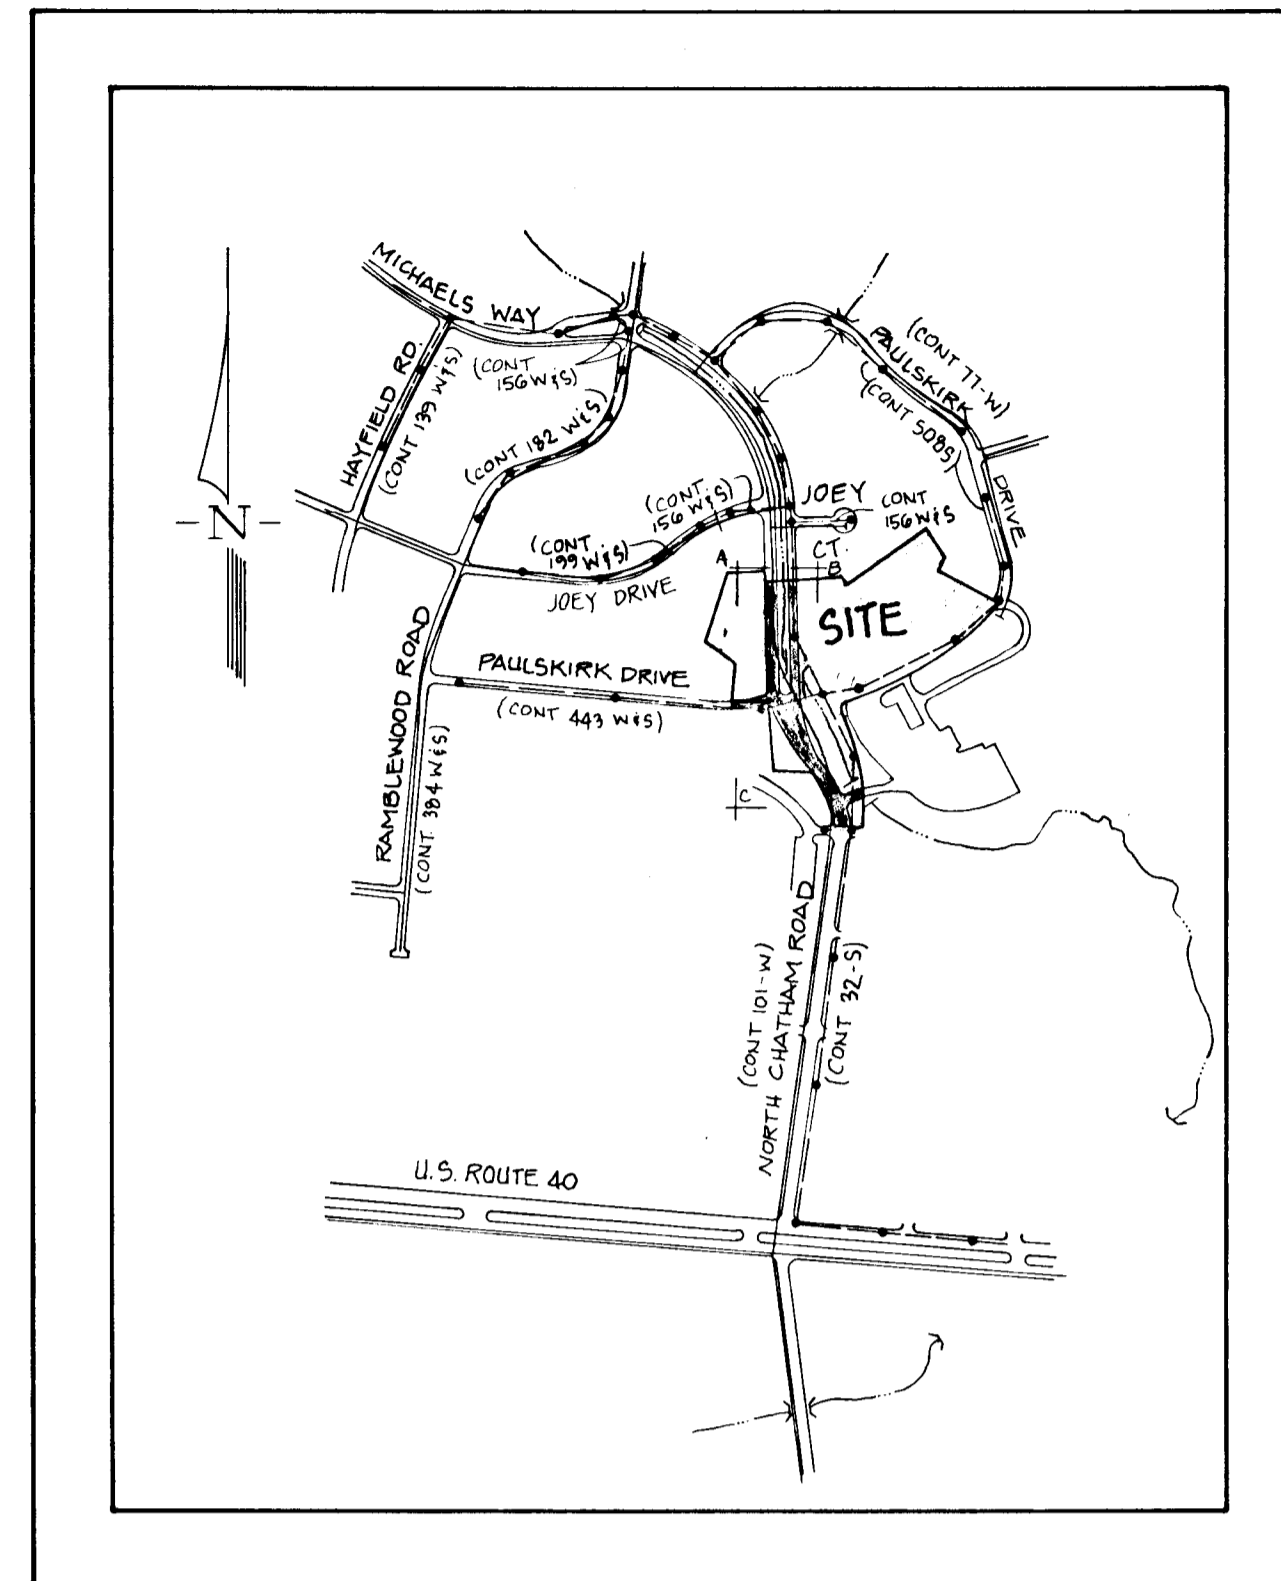 MICHAELS WAY
(CONT
156 W&S)
HAYFIELD RD.
(CONT 139 W&S)
(CONT 182 W&S)
(CONT 77-W)
PAULSKIRK
DRIVE
(CONT 508S)
(CONT.
156 W&S)
JOEY
CT.
CONT
156 W&S
N
(CONT
199 W&S)
JOEY DRIVE
A
B
SITE
RAMBLEWOOD ROAD
(CONT. 384 W&S)
PAULSKIRK DRIVE
(CONT 443 W&S)
C
(CONT 101-W)
NORTH CHATHAM ROAD
(CONT 32-S)
U.S. ROUTE 40